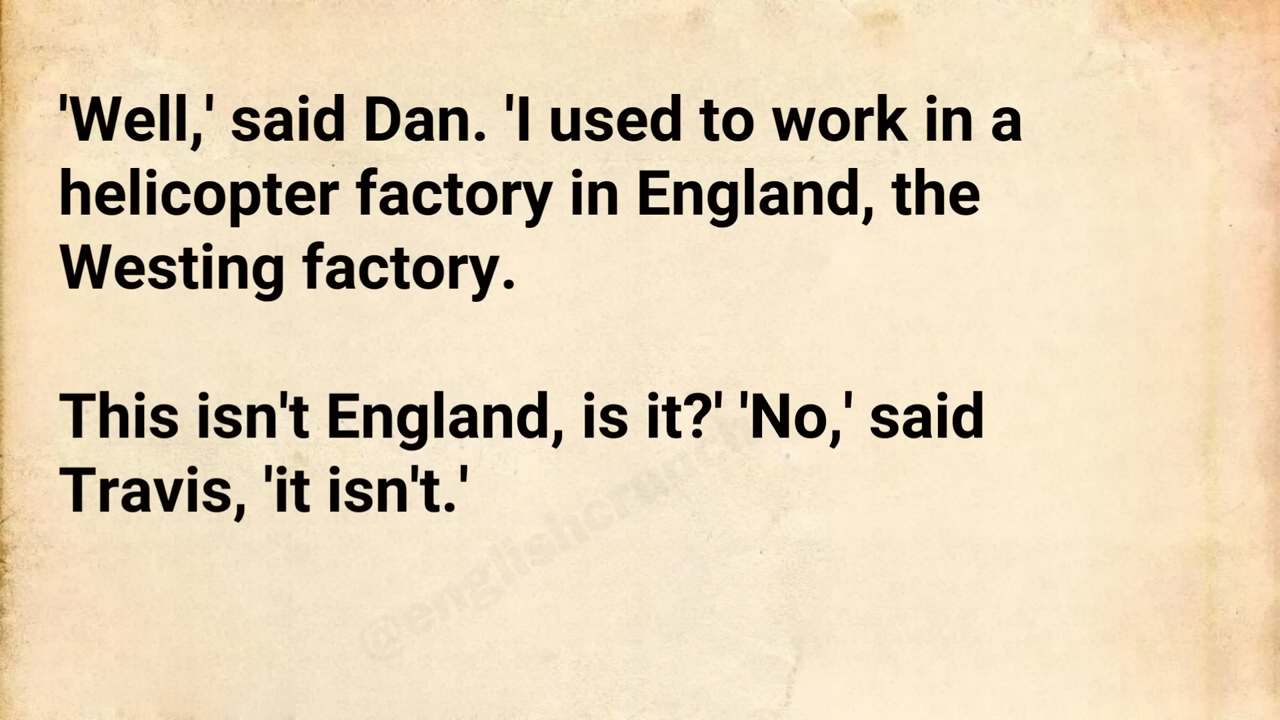 'Well,' said Dan. 'I used to work in a
helicopter factory in England, the
Westing factory.
This isn't England, is it?' 'No,' said
Travis, 'it isn't.'
@englishcrunch